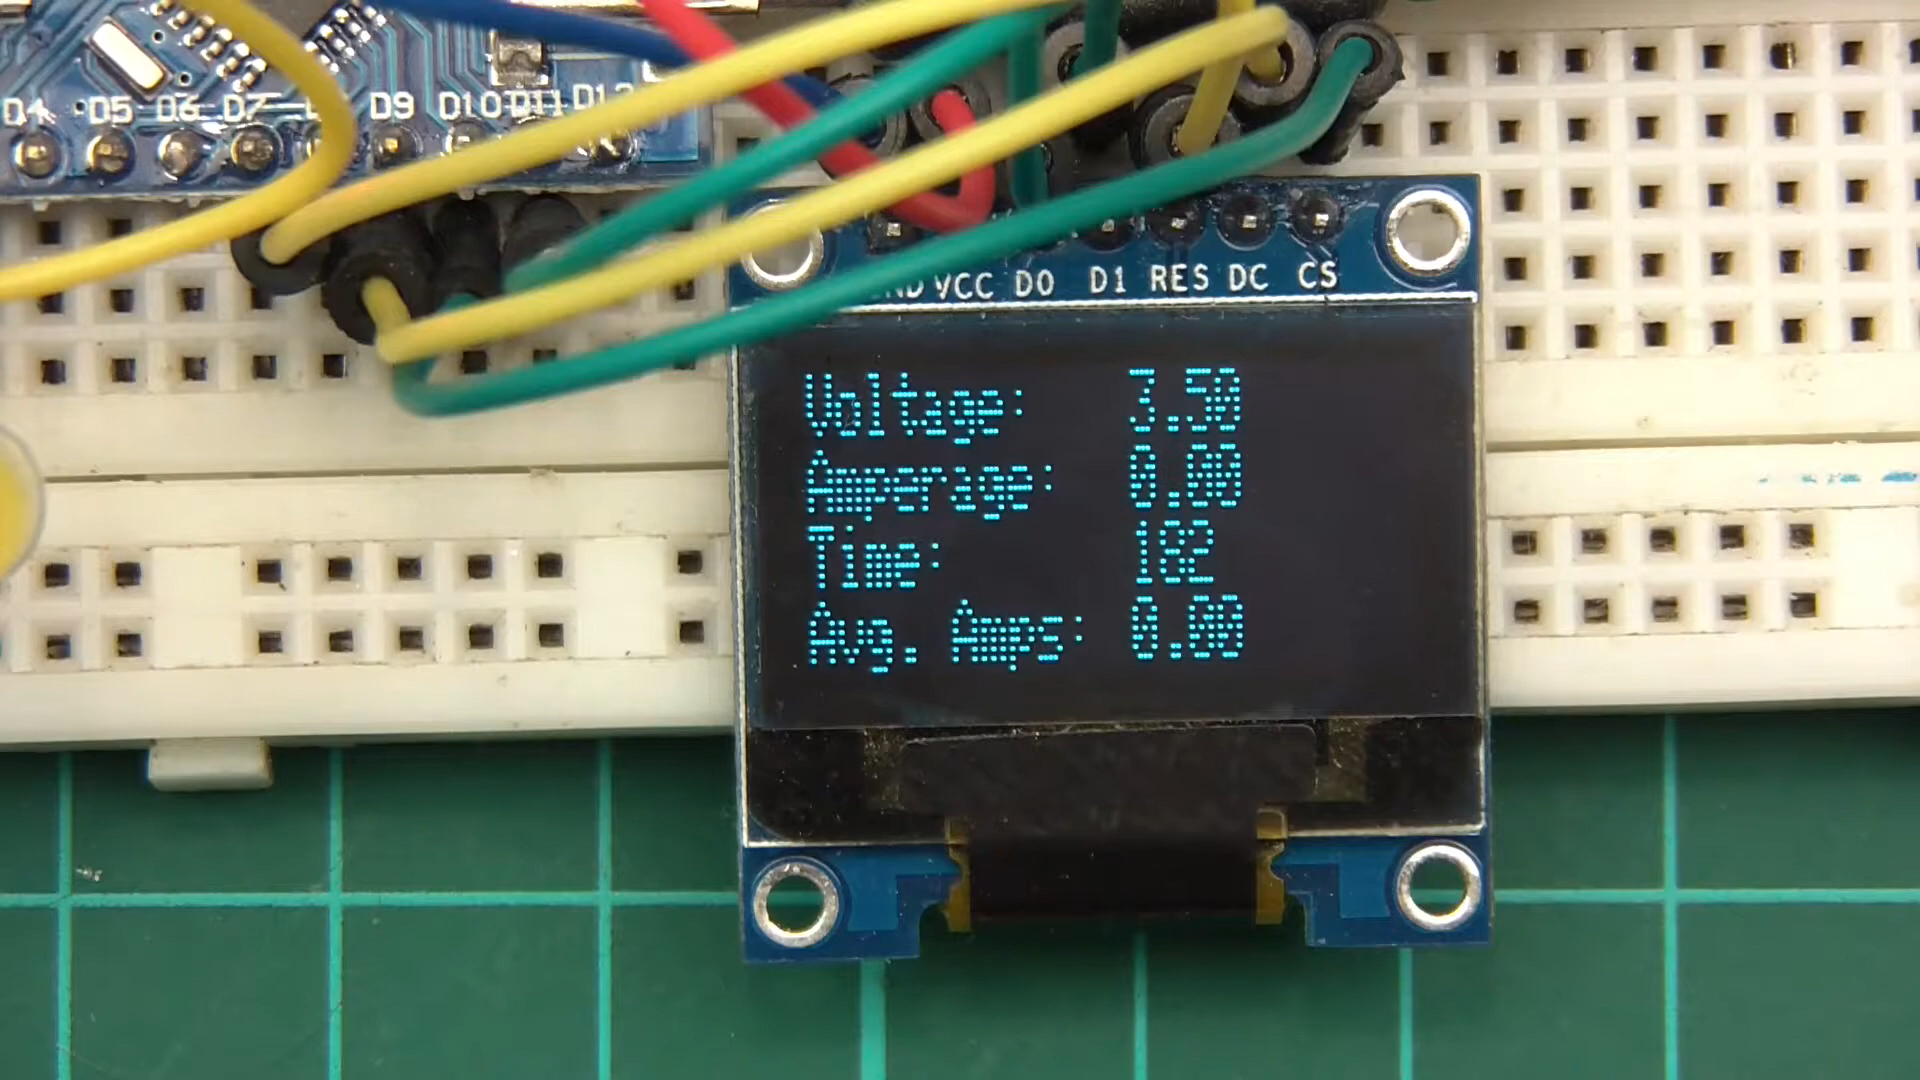 D4 D5 D6 D7 D9 D10 D11 D12
VCC D0 D1 RES DC CS
Voltage: 3.50
Amperage: 0.00
Time: 182
Avg. Amps: 0.00